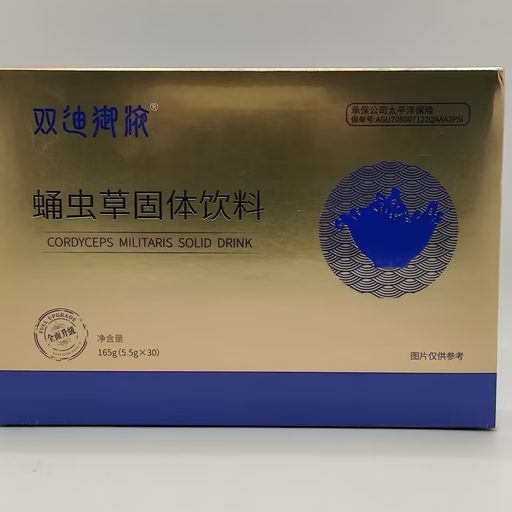 双迪御液®
承保公司太平洋保险
保单号:AGUZ08007122QAAA2PSI
蛹虫草固体饮料
CORDYCEPS MILITARIS SOLID DRINK
FULL UPGRADE
全面升级
净含量
165g(5.5g×30)
图片仅供参考